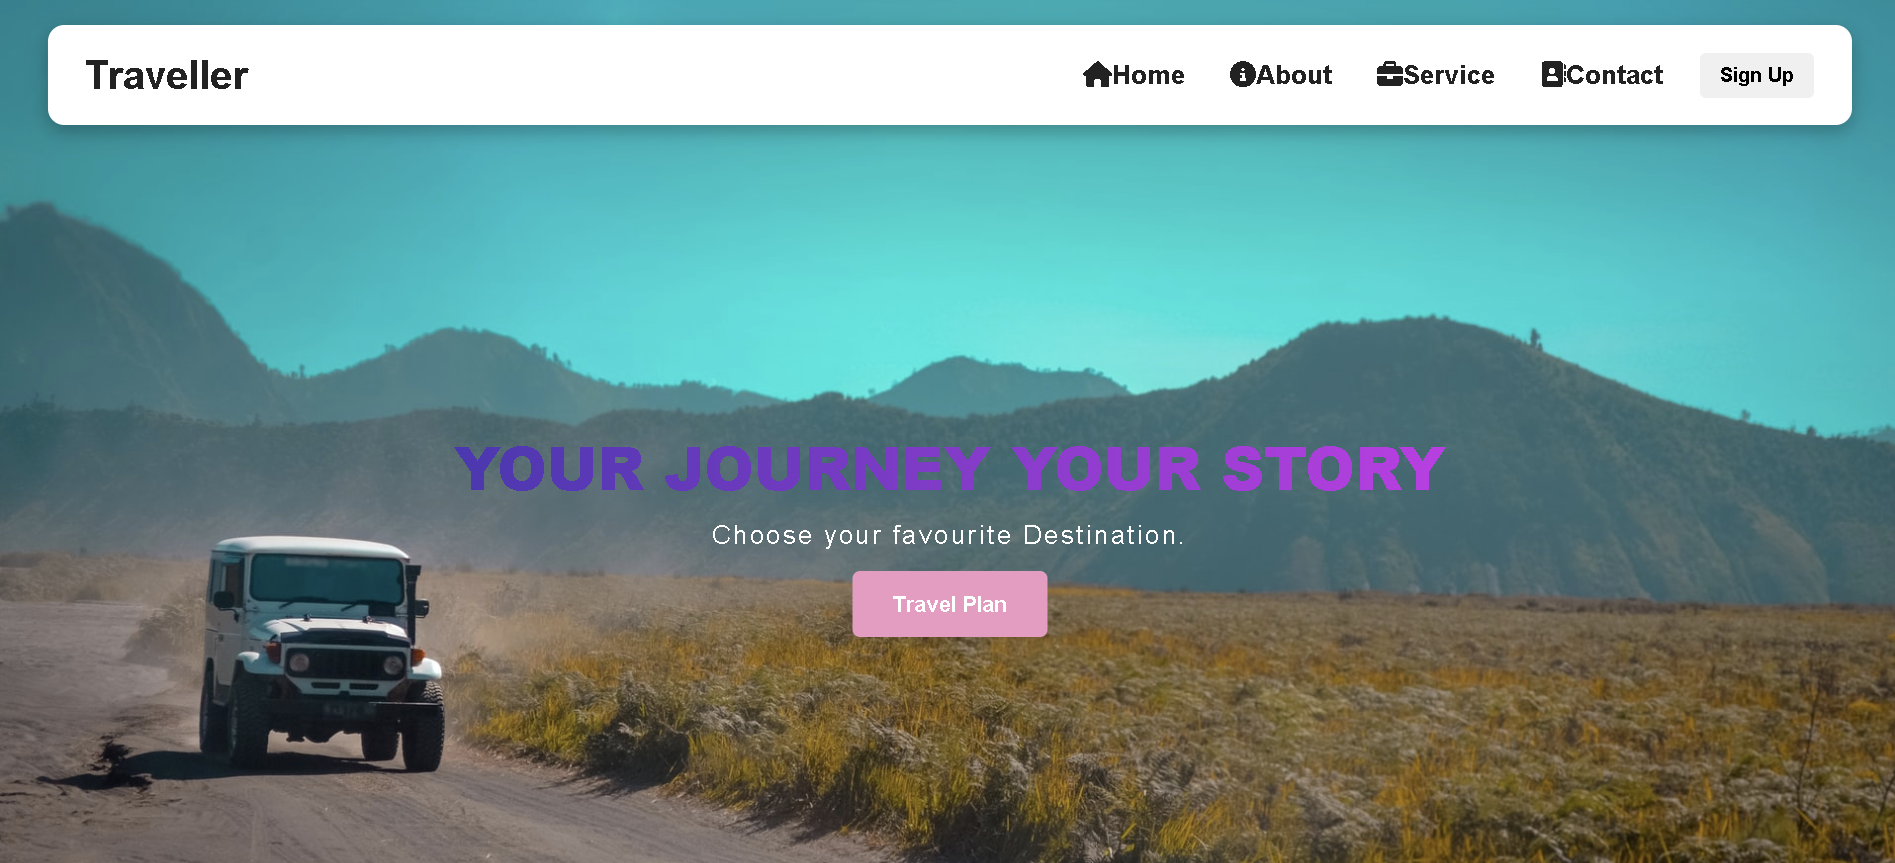 Traveller
Home About Service Contact Sign Up
YOUR JOURNEY YOUR STORY
Choose your favourite Destination.
Travel Plan